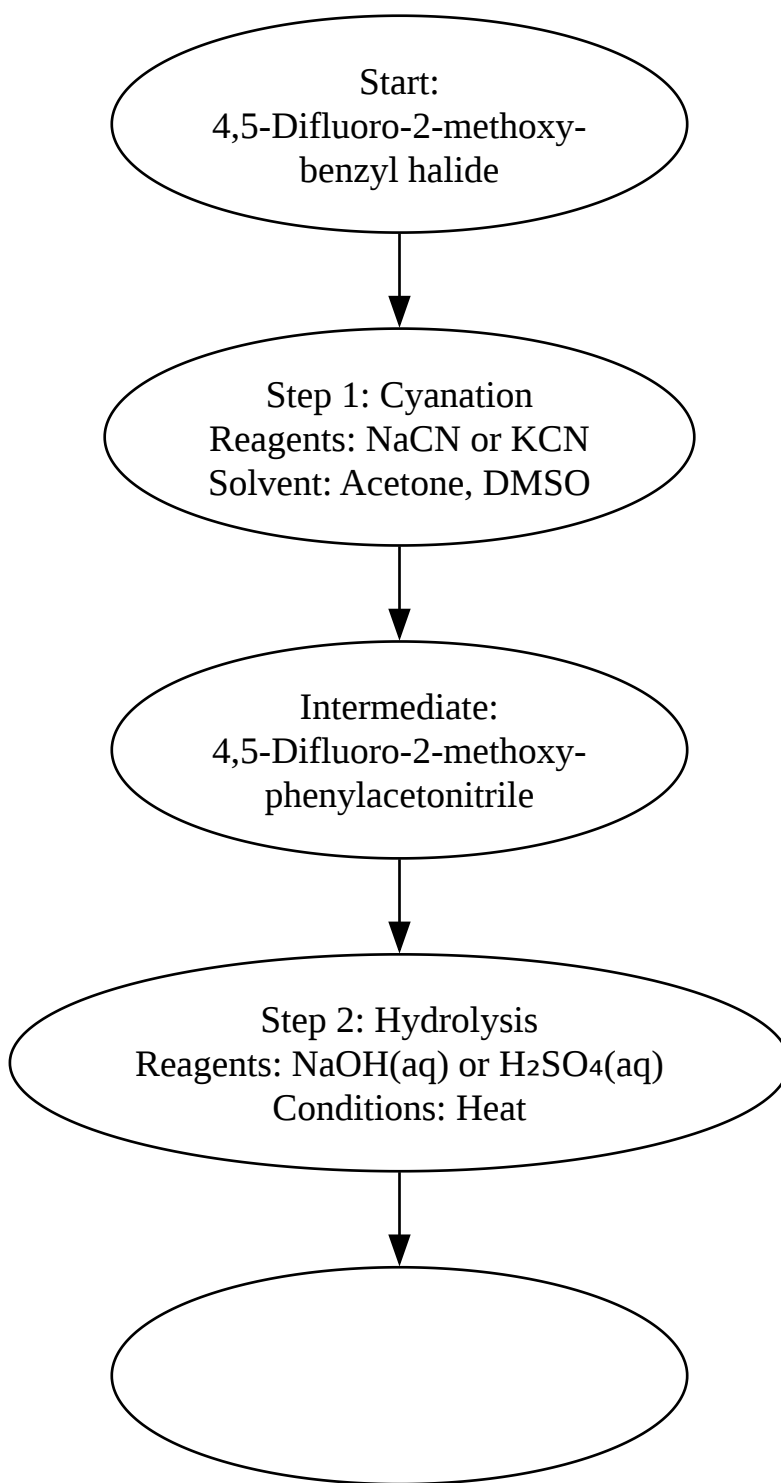 Start:
4,5-Difluoro-2-methoxy-
benzyl halide
Step 1: Cyanation
Reagents: NaCN or KCN
Solvent: Acetone, DMSO
Intermediate:
4,5-Difluoro-2-methoxy-
phenylacetonitrile
Step 2: Hydrolysis
Reagents: NaOH(aq) or H₂SO₄(aq)
Conditions: Heat